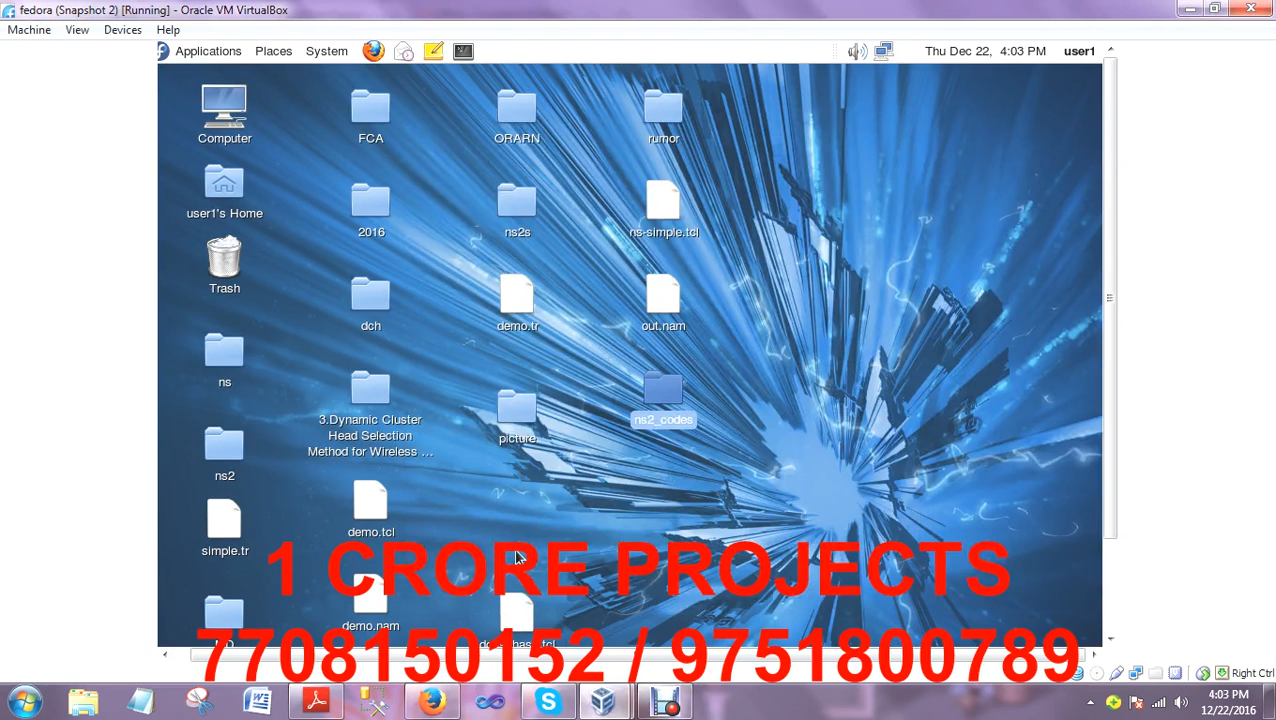 fedora (Snapshot 2) [Running] - Oracle VM VirtualBox
Machine View Devices Help
Applications Places System Thu Dec 22, 4:03 PM user1
Computer
FCA
ORARN
rumor
user1's Home
2016
ns2s
ns-simple.tcl
Trash
dch
demo.tr
out.nam
ns
3.Dynamic Cluster
Head Selection
Method for Wireless ...
picture
ns2_codes
ns2
demo.tcl
simple.tr
demo.nam
1 CRORE PROJECTS
7708150152 / 9751800789
Right Ctrl
4:03 PM
12/22/2016